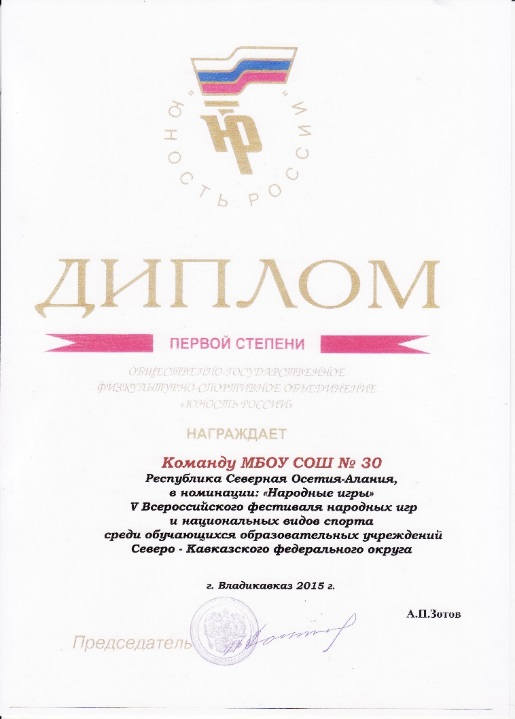 "ЮНОСТЬ РОССИИ"
ДИПЛОМ
ПЕРВОЙ СТЕПЕНИ
ОБЩЕСТВЕННО-ГОСУДАРСТВЕННОЕ
ФИЗКУЛЬТУРНО-СПОРТИВНОЕ ОБЪЕДИНЕНИЕ
«ЮНОСТЬ РОССИИ»
НАГРАЖДАЕТ
Команду МБОУ СОШ № 30
Республика Северная Осетия-Алания,
в номинации: «Народные игры»
V Всероссийского фестиваля народных игр
и национальных видов спорта
среди обучающихся образовательных учреждений
Северо - Кавказского федерального округа
г. Владикавказ 2015 г.
А.П.Зотов
Председатель